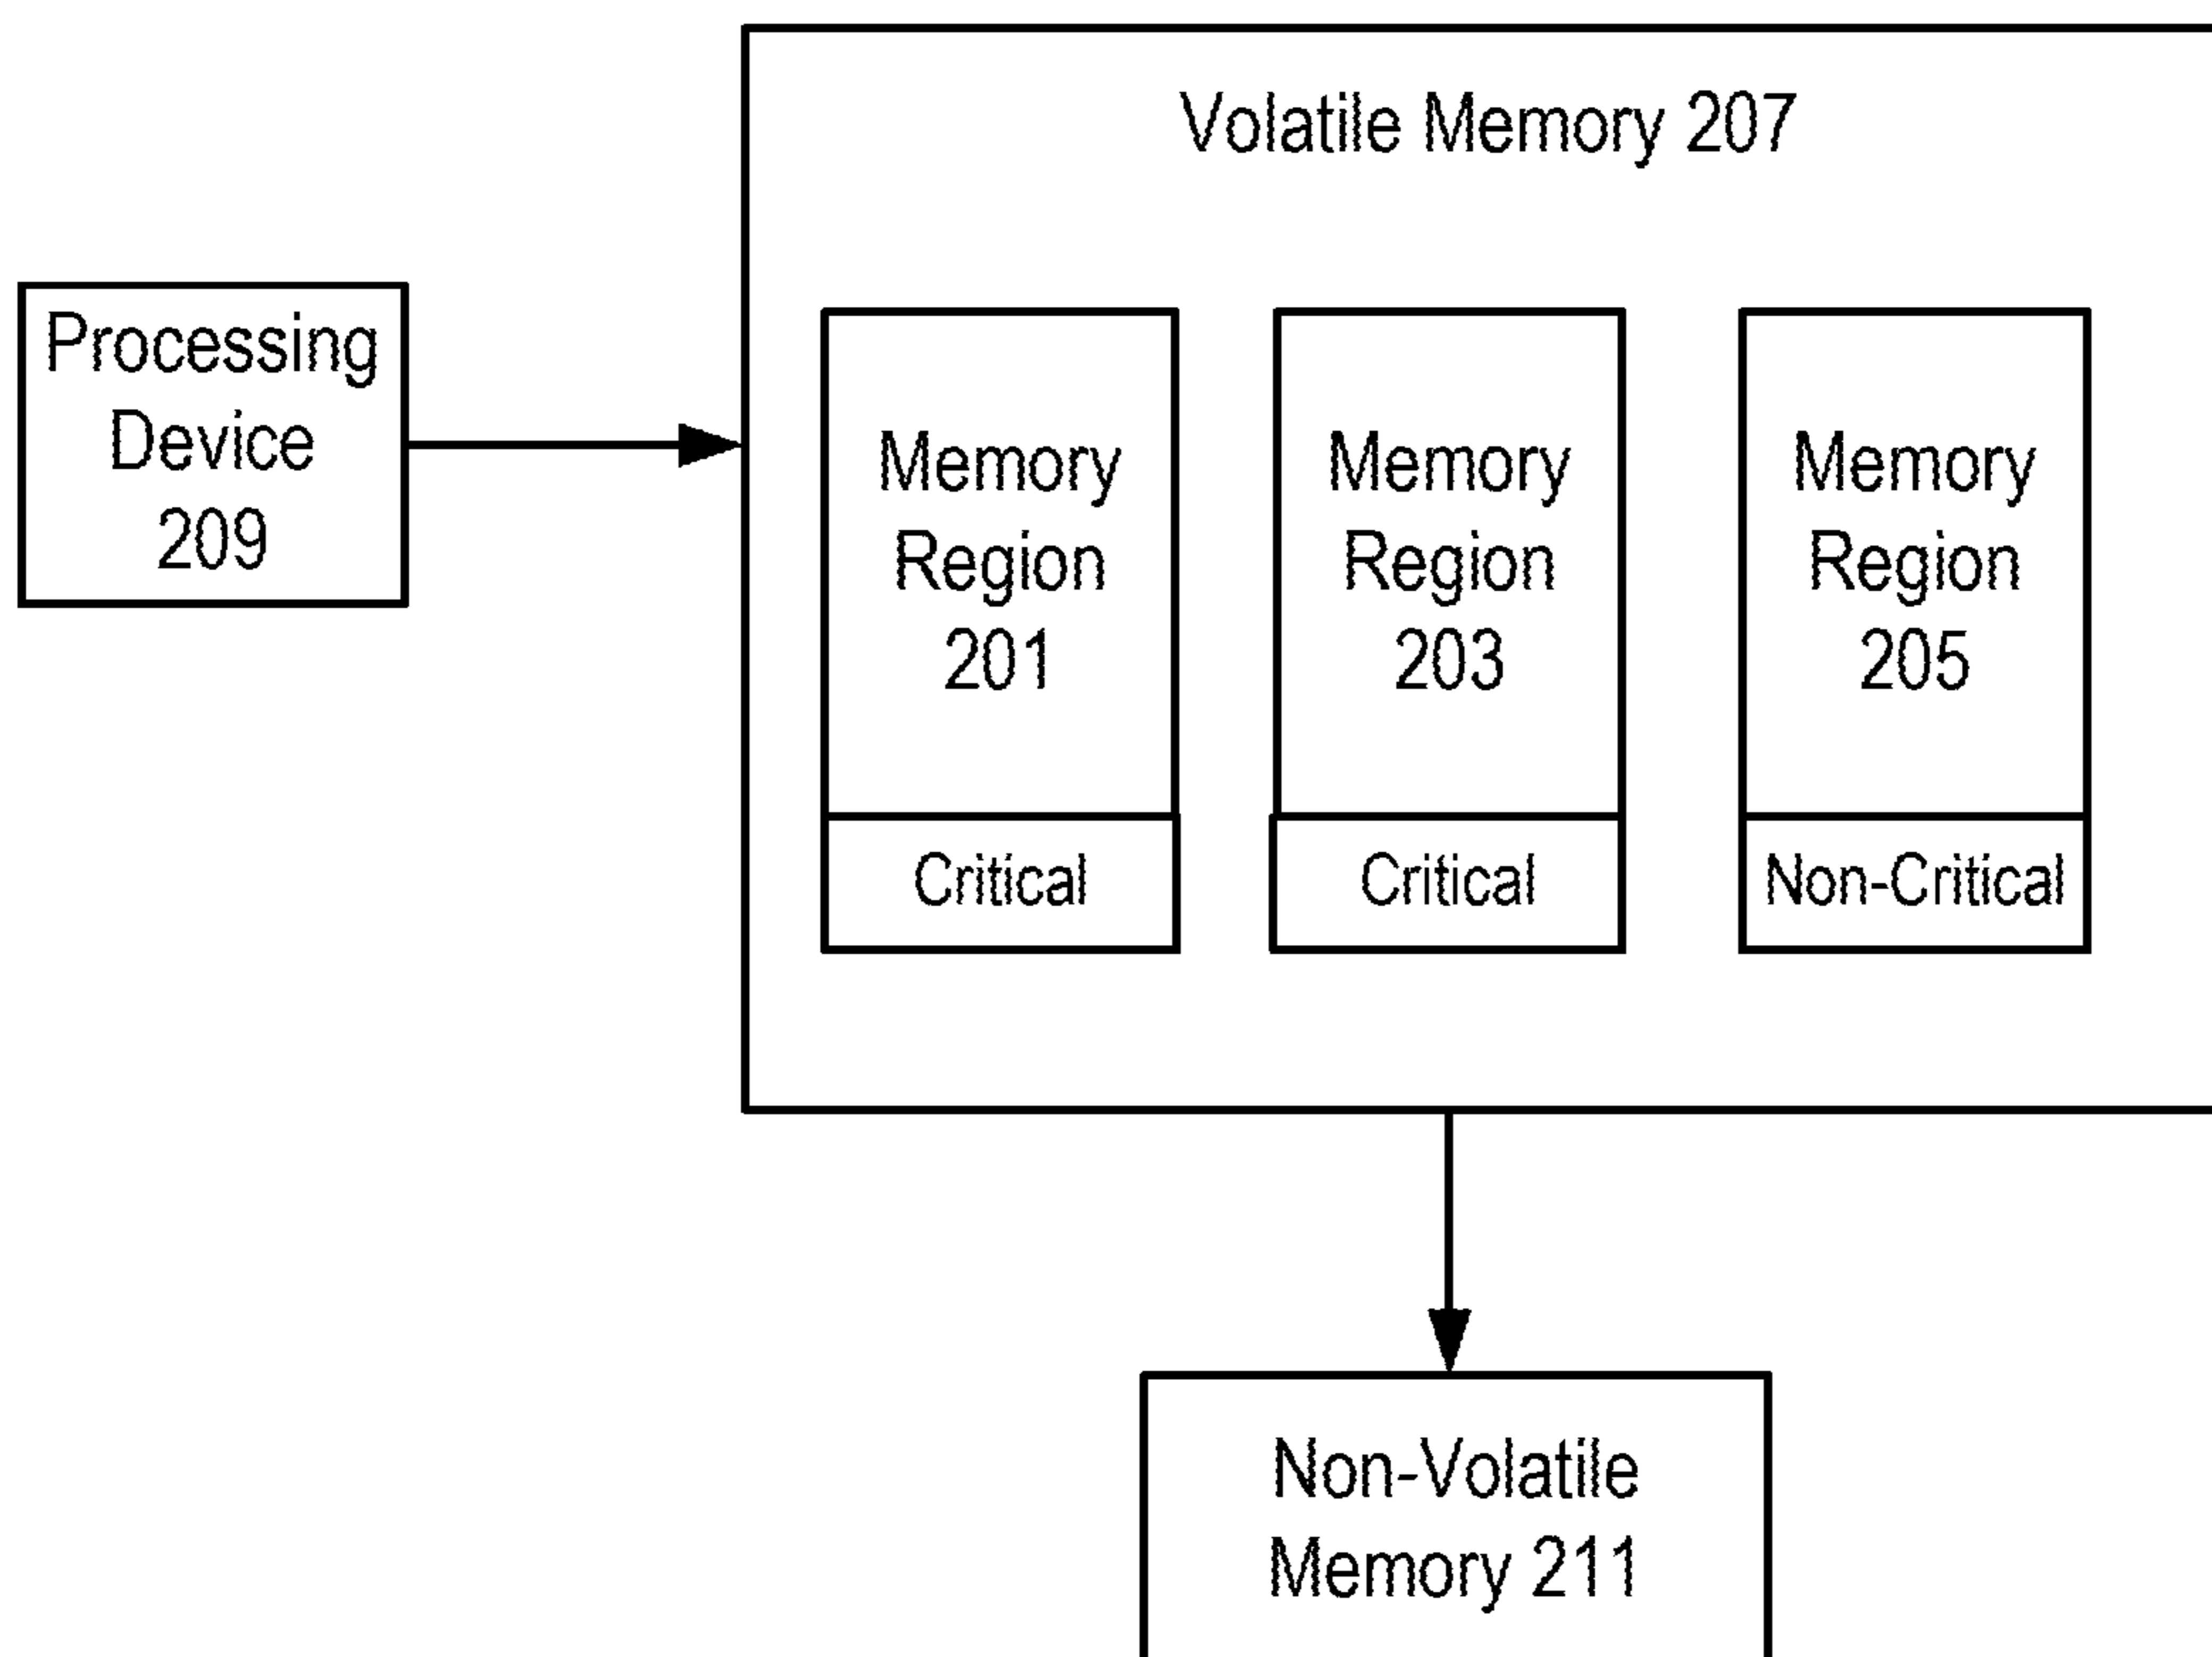 Volatile Memory 207
Processing
Device
209
Memory
Region
201
Critical
Memory
Region
203
Critical
Memory
Region
205
Non-Critical
Non-Volatile
Memory 211